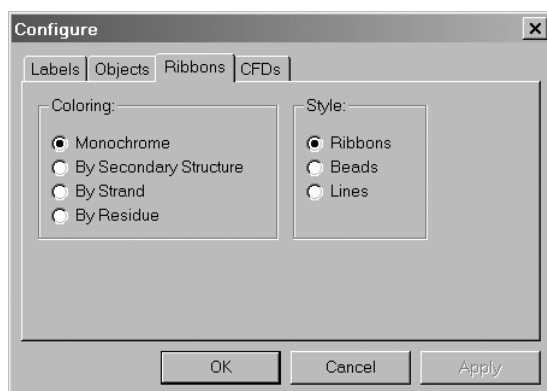 Configure
Labels Objects Ribbons CFDs
Coloring:
Monochrome
By Secondary Structure
By Strand
By Residue
Style:
Ribbons
Beads
Lines
OK Cancel Apply